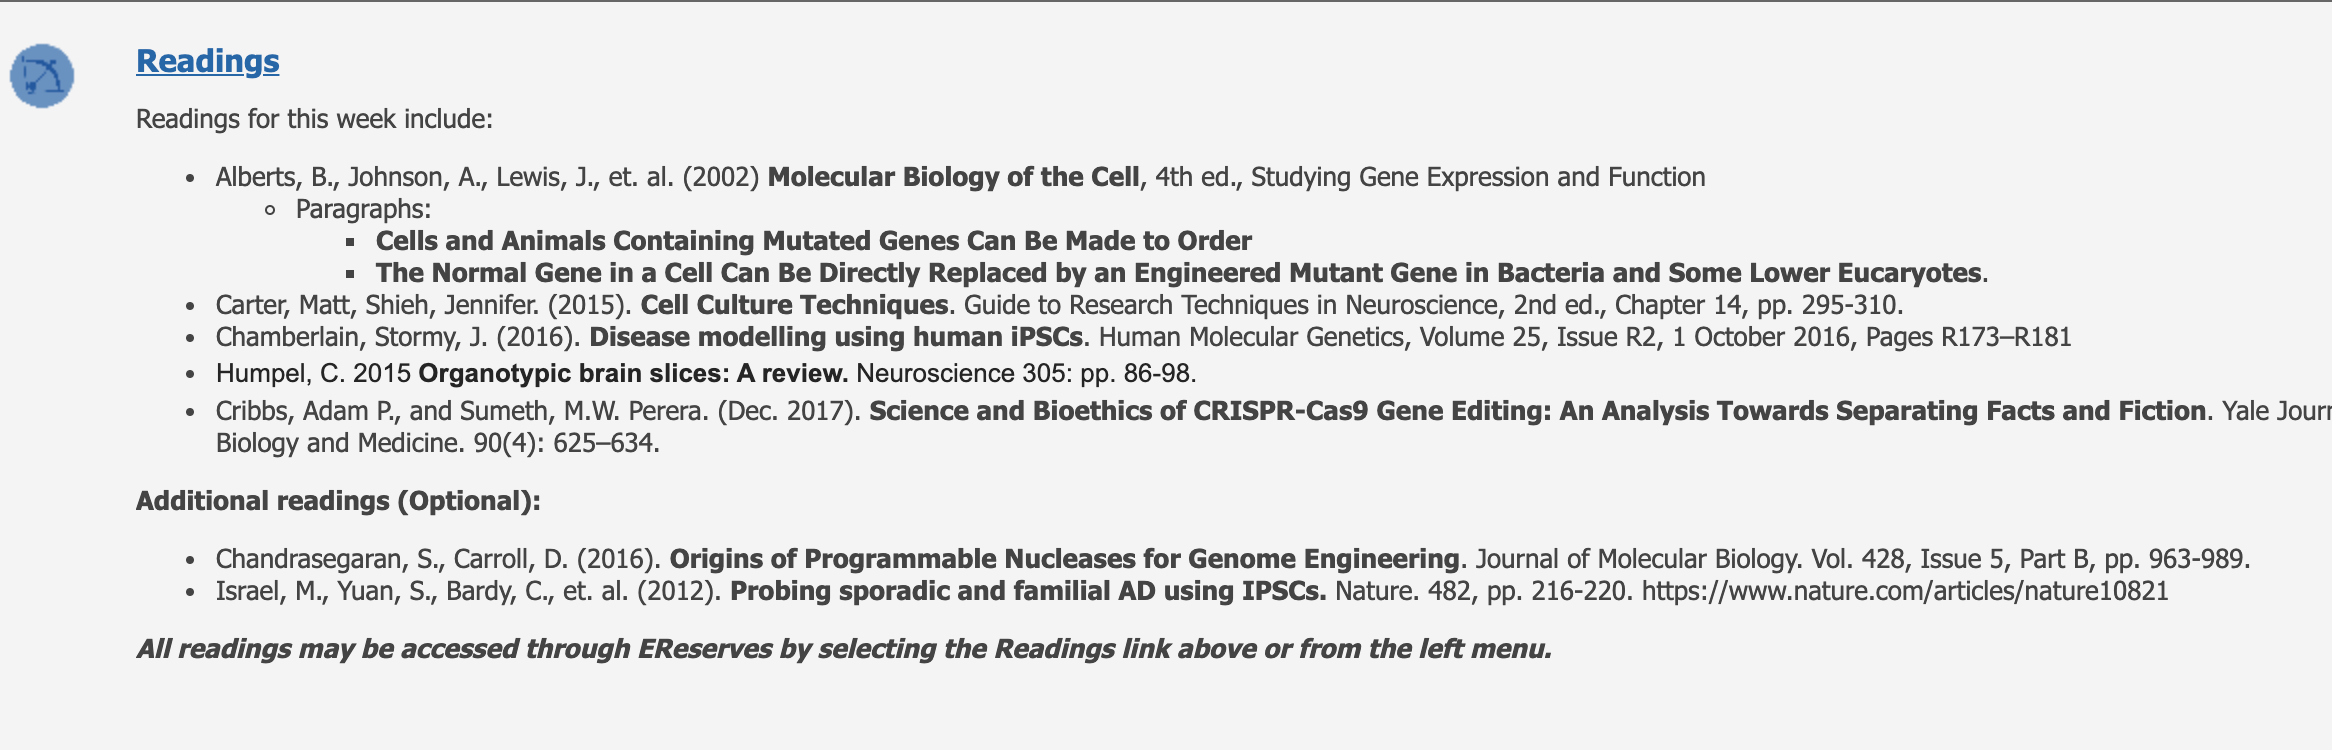 Readings
Readings for this week include:
Alberts, B., Johnson, A., Lewis, J., et. al. (2002) Molecular Biology of the Cell, 4th ed., Studying Gene Expression and Function
Paragraphs:
Cells and Animals Containing Mutated Genes Can Be Made to Order
The Normal Gene in a Cell Can Be Directly Replaced by an Engineered Mutant Gene in Bacteria and Some Lower Eucaryotes.
Carter, Matt, Shieh, Jennifer. (2015). Cell Culture Techniques. Guide to Research Techniques in Neuroscience, 2nd ed., Chapter 14, pp. 295-310.
Chamberlain, Stormy, J. (2016). Disease modelling using human iPSCs. Human Molecular Genetics, Volume 25, Issue R2, 1 October 2016, Pages R173–R181
Humpel, C. 2015 Organotypic brain slices: A review. Neuroscience 305: pp. 86-98.
Cribbs, Adam P., and Sumeth, M.W. Perera. (Dec. 2017). Science and Bioethics of CRISPR-Cas9 Gene Editing: An Analysis Towards Separating Facts and Fiction. Yale Jour
Biology and Medicine. 90(4): 625–634.
Additional readings (Optional):
Chandrasegaran, S., Carroll, D. (2016). Origins of Programmable Nucleases for Genome Engineering. Journal of Molecular Biology. Vol. 428, Issue 5, Part B, pp. 963-989.
Israel, M., Yuan, S., Bardy, C., et. al. (2012). Probing sporadic and familial AD using IPSCs. Nature. 482, pp. 216-220. https://www.nature.com/articles/nature10821
All readings may be accessed through EReserves by selecting the Readings link above or from the left menu.